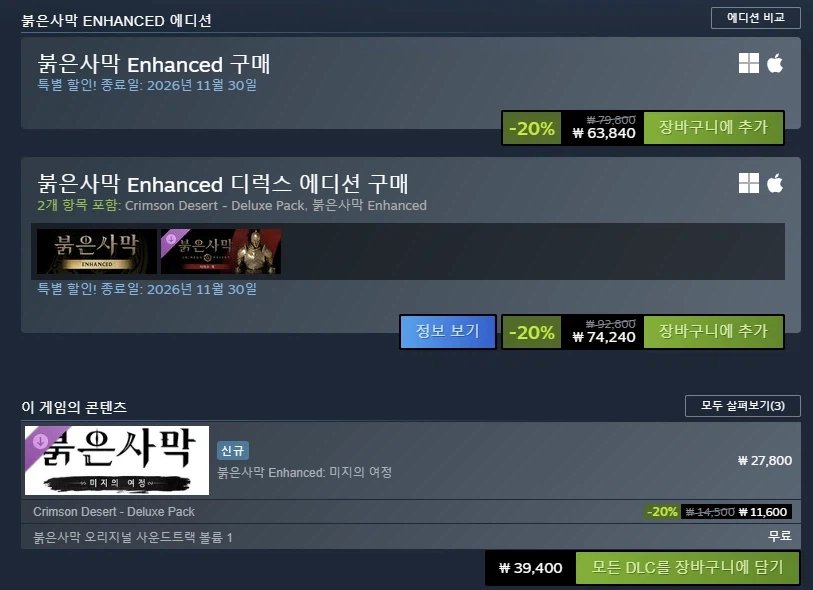 붉은사막 ENHANCED 에디션
에디션 비교
붉은사막 Enhanced 구매
특별 할인! 종료일: 2026년 11월 30일
-20%
₩ 79,800
₩ 63,840
장바구니에 추가
붉은사막 Enhanced 디럭스 에디션 구매
2개 항목 포함: Crimson Desert - Deluxe Pack, 붉은사막 Enhanced
붉은사막
ENHANCED
붉은사막
특별 할인! 종료일: 2026년 11월 30일
정보 보기
-20%
₩ 92,800
₩ 74,240
장바구니에 추가
이 게임의 콘텐츠
모두 살펴보기(3)
붉은사막
미지의 여정
신규
붉은사막 Enhanced: 미지의 여정
₩ 27,800
Crimson Desert - Deluxe Pack
-20% ₩ 14,500 ₩ 11,600
붉은사막 오리지널 사운드트랙 볼륨 1
무료
₩ 39,400
모든 DLC를 장바구니에 담기